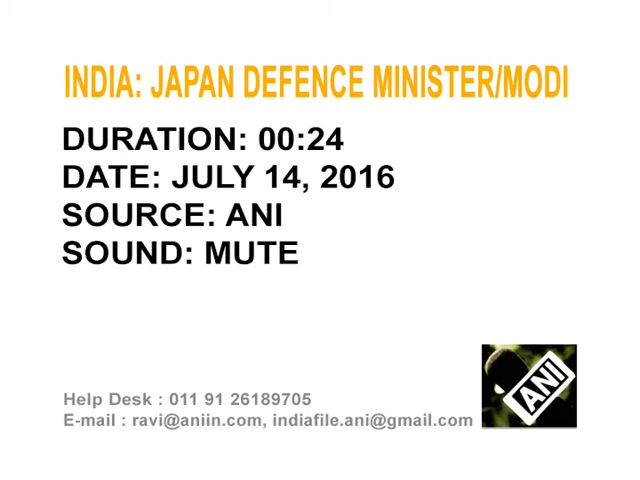 INDIA: JAPAN DEFENCE MINISTER/MODI
DURATION: 00:24
DATE: JULY 14, 2016
SOURCE: ANI
SOUND: MUTE
Help Desk : 011 91 26189705
E-mail : ravi@aniin.com, indiafile.ani@gmail.com
ANI